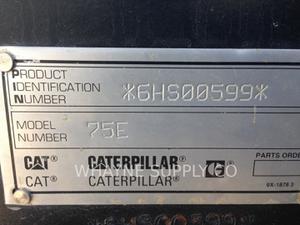 PRODUCT
IDENTIFICATION
NUMBER
*6HS00599*
MODEL
NUMBER
75E
CAT CATERPILLAR PARTS ORDE
WHAYNE SUPPLY CO
CAT® CATERPILLAR®